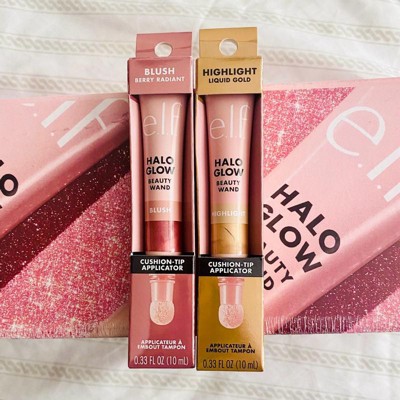 BLUSH
BERRY RADIANT
e.l.f
HALO
GLOW
BEAUTY
WAND
BLUSH
CUSHION-TIP
APPLICATOR
APPLICATEUR À
EMBOUT TAMPON
0.33 FL OZ (10 mL)
HIGHLIGHT
LIQUID GOLD
e.l.f
HALO
GLOW
BEAUTY
WAND
HIGHLIGHT
CUSHION-TIP
APPLICATOR
APPLICATEUR À
EMBOUT TAMPON
0.33 FL OZ (10 mL)
HALO
GLOW
e.l.f
HALO
GLOW
BEAUTY
WAND